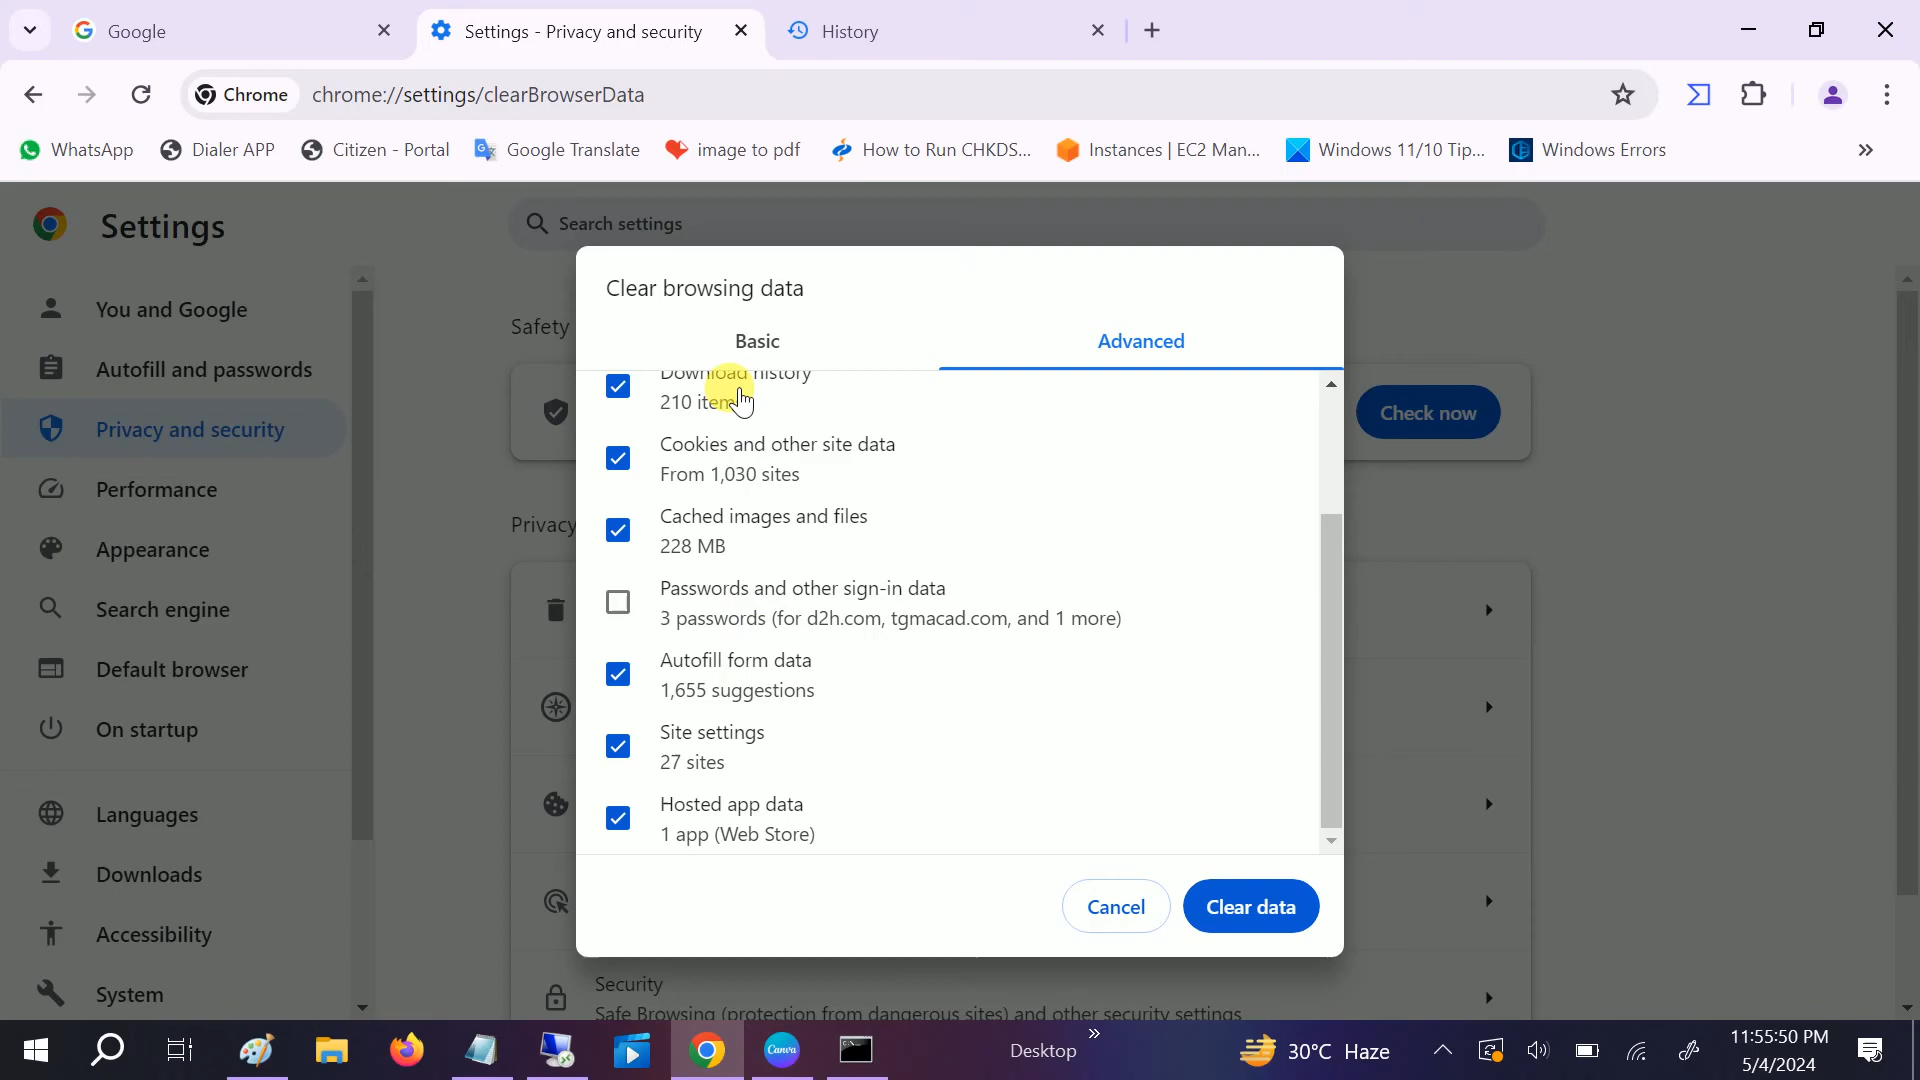 Google
Settings - Privacy and security
History
Chrome
chrome://settings/clearBrowserData
WhatsApp
Dialer APP
Citizen - Portal
Google Translate
image to pdf
How to Run CHKDS...
Instances | EC2 Man...
Windows 11/10 Tip...
Windows Errors
Settings
Search settings
You and Google
Autofill and passwords
Privacy and security
Performance
Appearance
Search engine
Default browser
On startup
Languages
Downloads
Accessibility
System
Safety
Check now
Privacy
Clear browsing data
Basic
Advanced
Download history
210 items
Cookies and other site data
From 1,030 sites
Cached images and files
228 MB
Passwords and other sign-in data
3 passwords (for d2h.com, tgmacad.com, and 1 more)
Autofill form data
1,655 suggestions
Site settings
27 sites
Hosted app data
1 app (Web Store)
Cancel
Clear data
Security
Safe Browsing (protection from dangerous sites) and other security settings
Canva
Desktop
30°C Haze
11:55:50 PM
5/4/2024